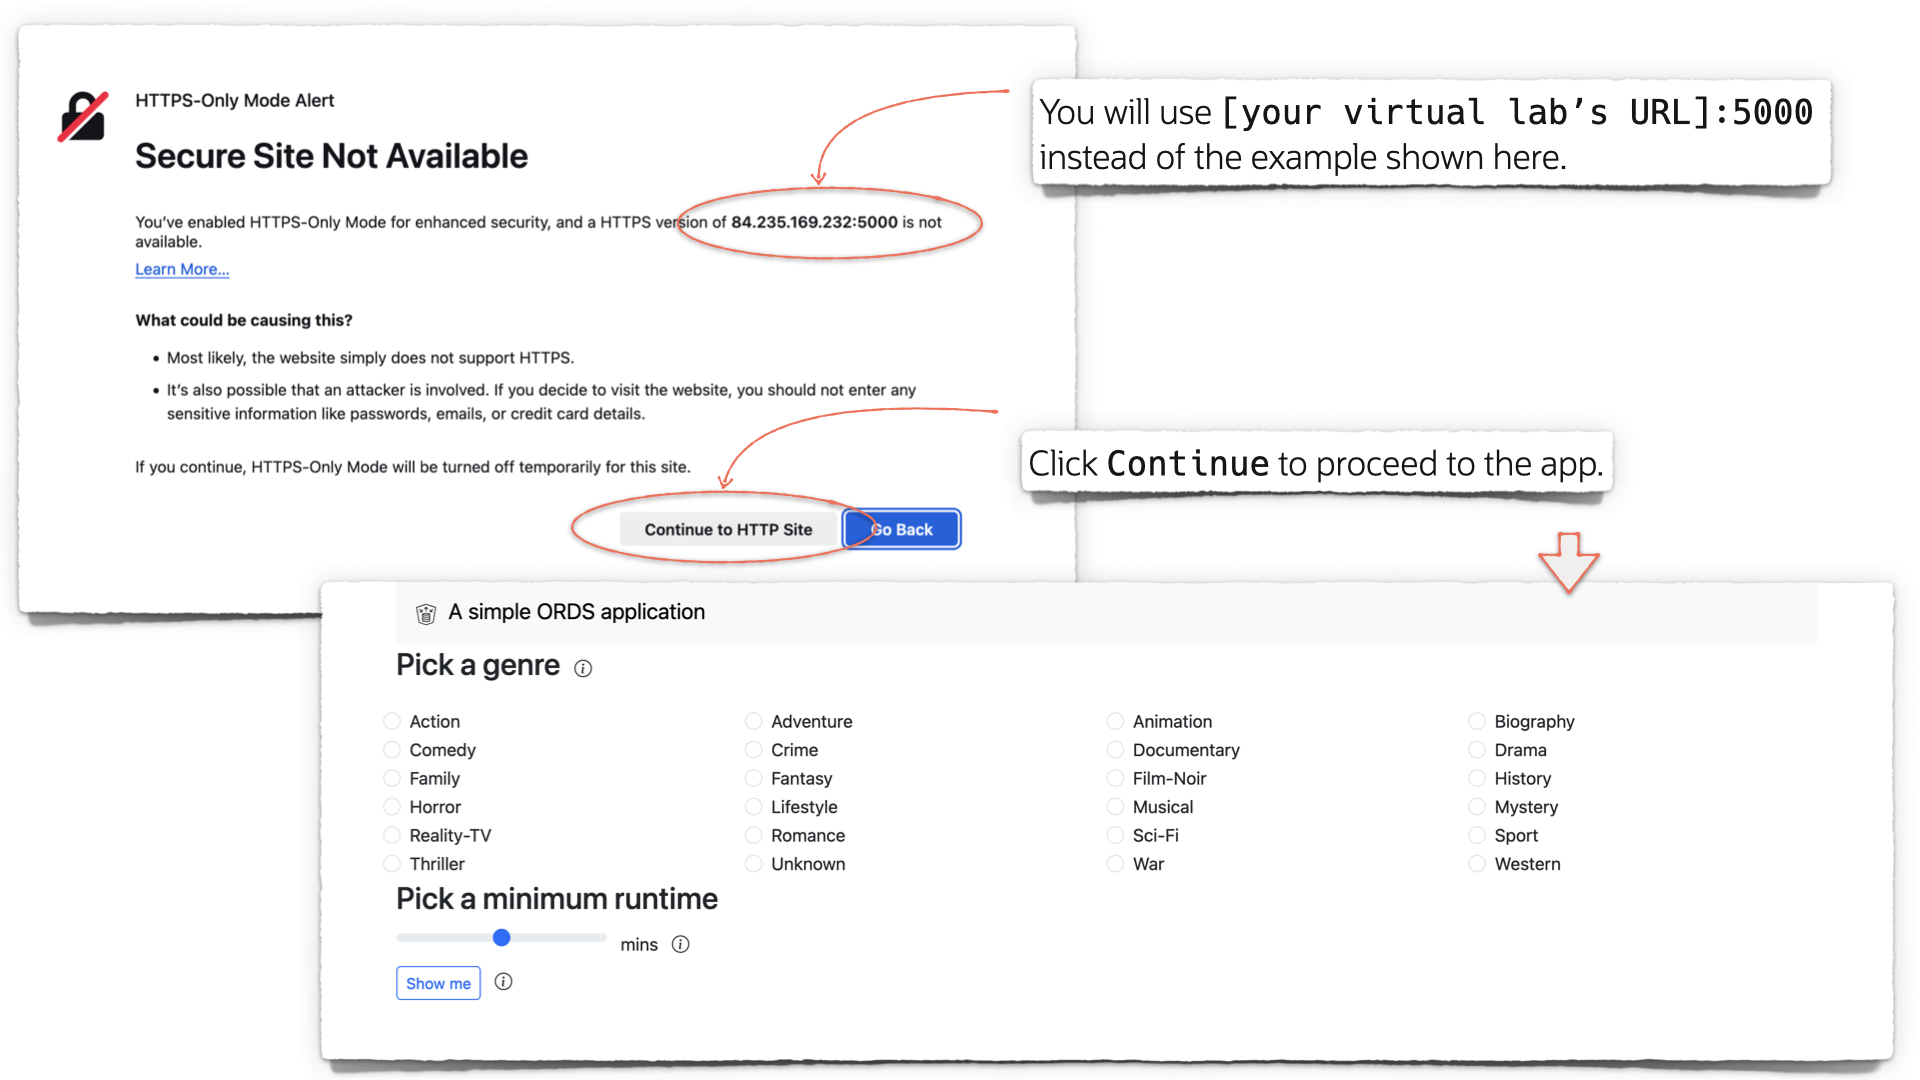 HTTPS-Only Mode Alert
Secure Site Not Available
You've enabled HTTPS-Only Mode for enhanced security, and a HTTPS version of 84.235.169.232:5000 is not
available.
Learn More...
What could be causing this?
• Most likely, the website simply does not support HTTPS.
• It's also possible that an attacker is involved. If you decide to visit the website, you should not enter any
sensitive information like passwords, emails, or credit card details.
If you continue, HTTPS-Only Mode will be turned off temporarily for this site.
Continue to HTTP Site
Go Back
You will use [your virtual lab’s URL]:5000
instead of the example shown here.
Click Continue to proceed to the app.
A simple ORDS application
Pick a genre
Action
Adventure
Animation
Biography
Comedy
Crime
Documentary
Drama
Family
Fantasy
Film-Noir
History
Horror
Lifestyle
Musical
Mystery
Reality-TV
Romance
Sci-Fi
Sport
Thriller
Unknown
War
Western
Pick a minimum runtime
mins
Show me